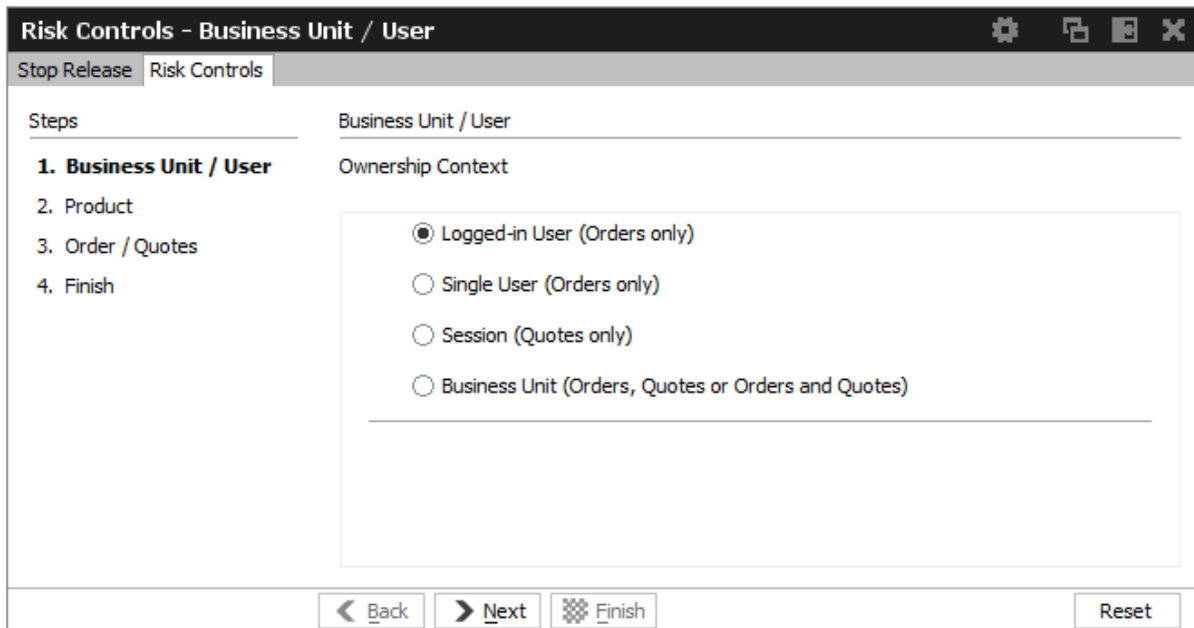 Risk Controls - Business Unit / User
Stop Release Risk Controls
Steps
1. Business Unit / User
2. Product
3. Order / Quotes
4. Finish
Business Unit / User
Ownership Context
Logged-in User (Orders only)
Single User (Orders only)
Session (Quotes only)
Business Unit (Orders, Quotes or Orders and Quotes)
Back Next Finish Reset